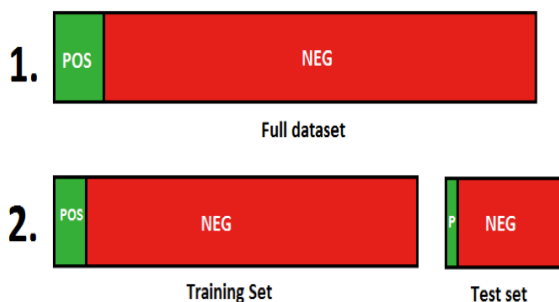 1.
POS NEG
Full dataset
2.
POS NEG P NEG
Training Set Test set